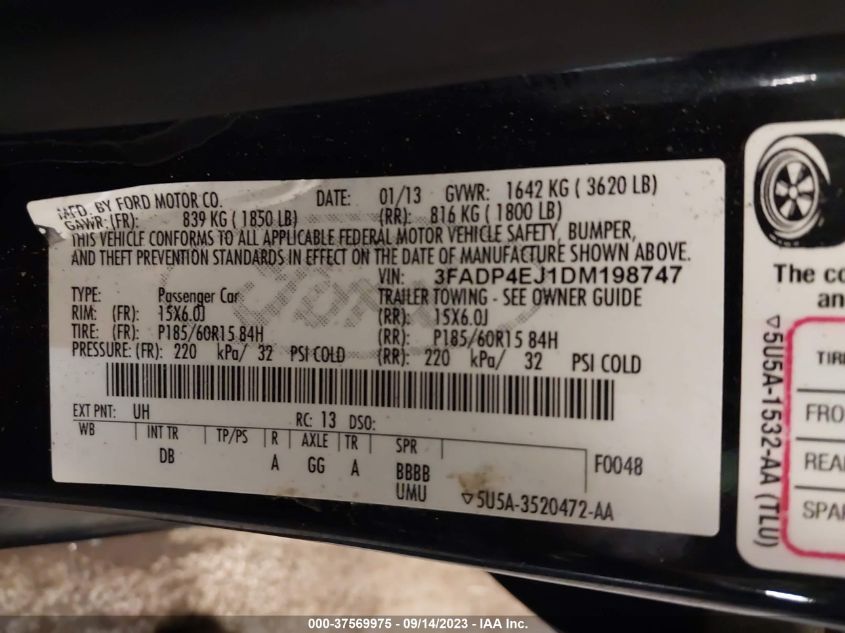 MFD. BY FORD MOTOR CO. DATE: 01/13 GVWR: 1642 KG ( 3620 LB)
GAWR: (FR): 839 KG ( 1850 LB) (RR): 816 KG ( 1800 LB)
THIS VEHICLE CONFORMS TO ALL APPLICABLE FEDERAL MOTOR VEHICLE SAFETY, BUMPER,
AND THEFT PREVENTION STANDARDS IN EFFECT ON THE DATE OF MANUFACTURE SHOWN ABOVE.
VIN: 3FADP4EJ1DM198747
TYPE: Passenger Car TRAILER TOWING - SEE OWNER GUIDE
RIM: (FR): 15X6.0J (RR): 15X6.0J
TIRE: (FR): P185/60R15 84H (RR): P185/60R15 84H
PRESSURE: (FR): 220 kPa/ 32 PSI COLD (RR): 220 kPa/ 32 PSI COLD
EXT PNT: UH RC: 13 DSO:
WB INT TR TP/PS R AXLE TR SPR
DB A GG A BBBB F0048
UMU ▽5U5A-3520472-AA
The co
an
▽5U5A-1532-AA (TLU)
TIRE
FRO
REA
SPA
000-37569975 - 09/14/2023 - IAA Inc.